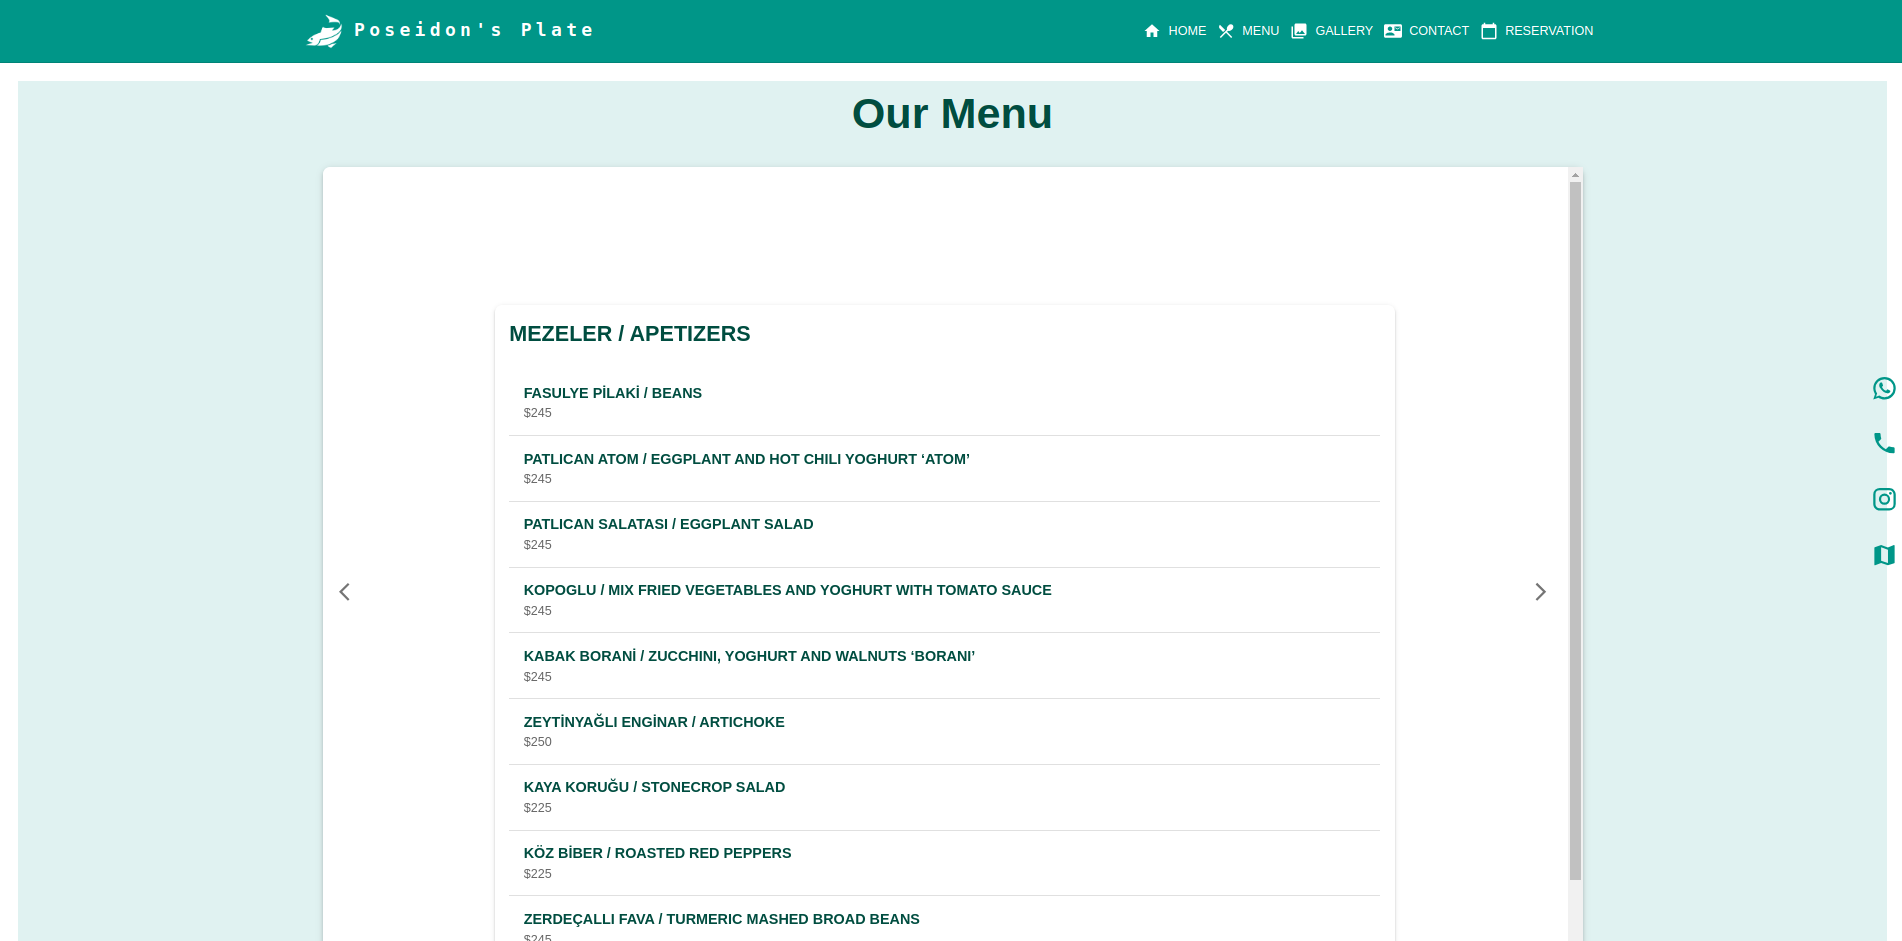 Poseidon's Plate
HOME MENU GALLERY CONTACT RESERVATION
Our Menu
MEZELER / APETIZERS
FASULYE PİLAKİ / BEANS
$245
PATLICAN ATOM / EGGPLANT AND HOT CHILI YOGHURT ‘ATOM’
$245
PATLICAN SALATASI / EGGPLANT SALAD
$245
KOPOGLU / MIX FRIED VEGETABLES AND YOGHURT WITH TOMATO SAUCE
$245
KABAK BORANİ / ZUCCHINI, YOGHURT AND WALNUTS ‘BORANI’
$245
ZEYTİNYAĞLI ENGİNAR / ARTICHOKE
$250
KAYA KORUĞU / STONECROP SALAD
$225
KÖZ BİBER / ROASTED RED PEPPERS
$225
ZERDEÇALLI FAVA / TURMERIC MASHED BROAD BEANS
$245